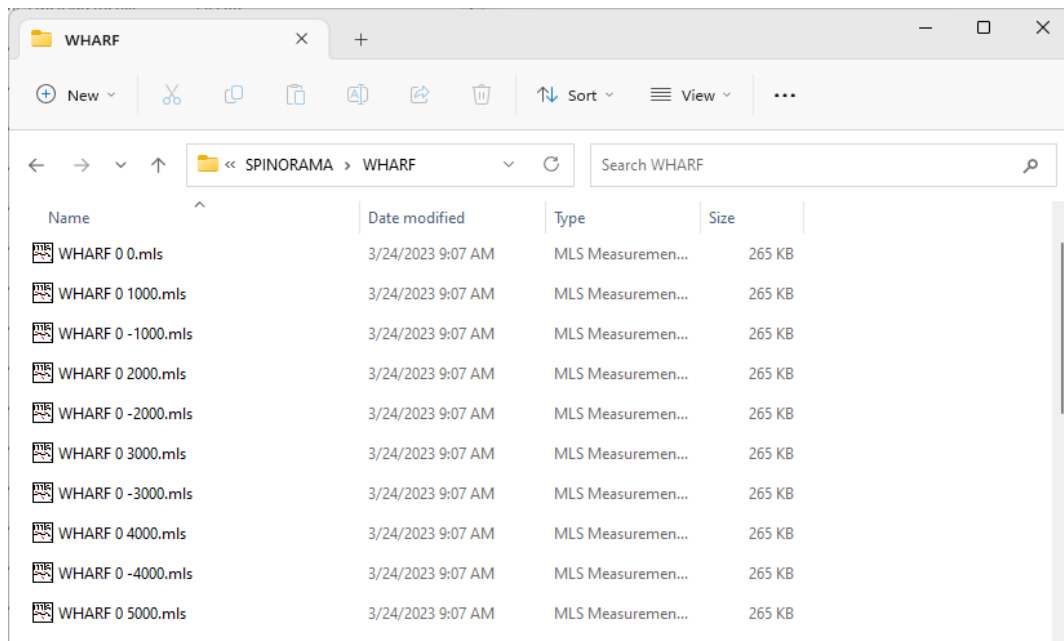 WHARF
New
Sort
View
« SPINORAMA > WHARF
Search WHARF
Name Date modified Type Size
WHARF 0 0.mls 3/24/2023 9:07 AM MLS Measuremen... 265 KB
WHARF 0 1000.mls 3/24/2023 9:07 AM MLS Measuremen... 265 KB
WHARF 0 -1000.mls 3/24/2023 9:07 AM MLS Measuremen... 265 KB
WHARF 0 2000.mls 3/24/2023 9:07 AM MLS Measuremen... 265 KB
WHARF 0 -2000.mls 3/24/2023 9:07 AM MLS Measuremen... 265 KB
WHARF 0 3000.mls 3/24/2023 9:07 AM MLS Measuremen... 265 KB
WHARF 0 -3000.mls 3/24/2023 9:07 AM MLS Measuremen... 265 KB
WHARF 0 4000.mls 3/24/2023 9:07 AM MLS Measuremen... 265 KB
WHARF 0 -4000.mls 3/24/2023 9:07 AM MLS Measuremen... 265 KB
WHARF 0 5000.mls 3/24/2023 9:07 AM MLS Measuremen... 265 KB